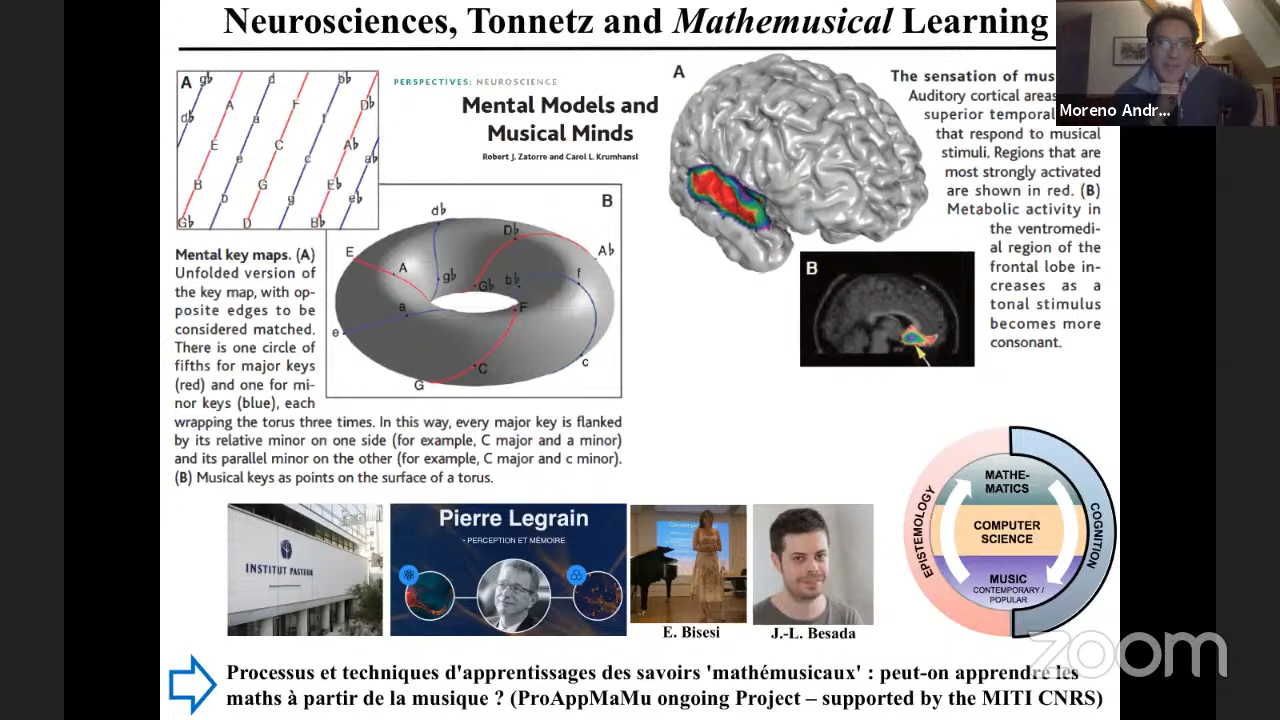 Neurosciences, Tonnetz and Mathemusical Learning
Moreno Andr...
A
g♭
d
b♭
A
F
D♭
d♭
a
f
E
C
A♭
e
c
a♭
B
G
E♭
b
g
e♭
G♭
D
B♭
PERSPECTIVES: NEUROSCIENCE
Mental Models and
Musical Minds
Robert J. Zatorre and Carol L. Krumhansl
B
d♭
D♭
A♭
E
A
g♭
G♭
b♭
f
a
F
e
C
c
G
Mental key maps. (A)
Unfolded version of
the key map, with op-
posite edges to be
considered matched.
There is one circle of
fifths for major keys
(red) and one for mi-
nor keys (blue), each
wrapping the torus three times. In this way, every major key is flanked
by its relative minor on one side (for example, C major and a minor)
and its parallel minor on the other (for example, C major and c minor).
(B) Musical keys as points on the surface of a torus.
A
The sensation of mus
Auditory cortical areas
superior temporal
that respond to musical
stimuli. Regions that are
most strongly activated
are shown in red. (B)
Metabolic activity in
the ventromedi-
al region of the
frontal lobe in-
creases as a
tonal stimulus
becomes more
consonant.
B
INSTITUT PASTEUR
Pierre Legrain
• PERCEPTION ET MÉMOIRE
E. Bisesi
J.-L. Besada
EPISTEMOLOGY
MATHE-
MATICS
COMPUTER
SCIENCE
MUSIC
CONTEMPORARY /
POPULAR
COGNITION
zoom
Processus et techniques d'apprentissages des savoirs 'mathémusicaux' : peut-on apprendre les
maths à partir de la musique ? (ProAppMaMu ongoing Project – supported by the MITI CNRS)